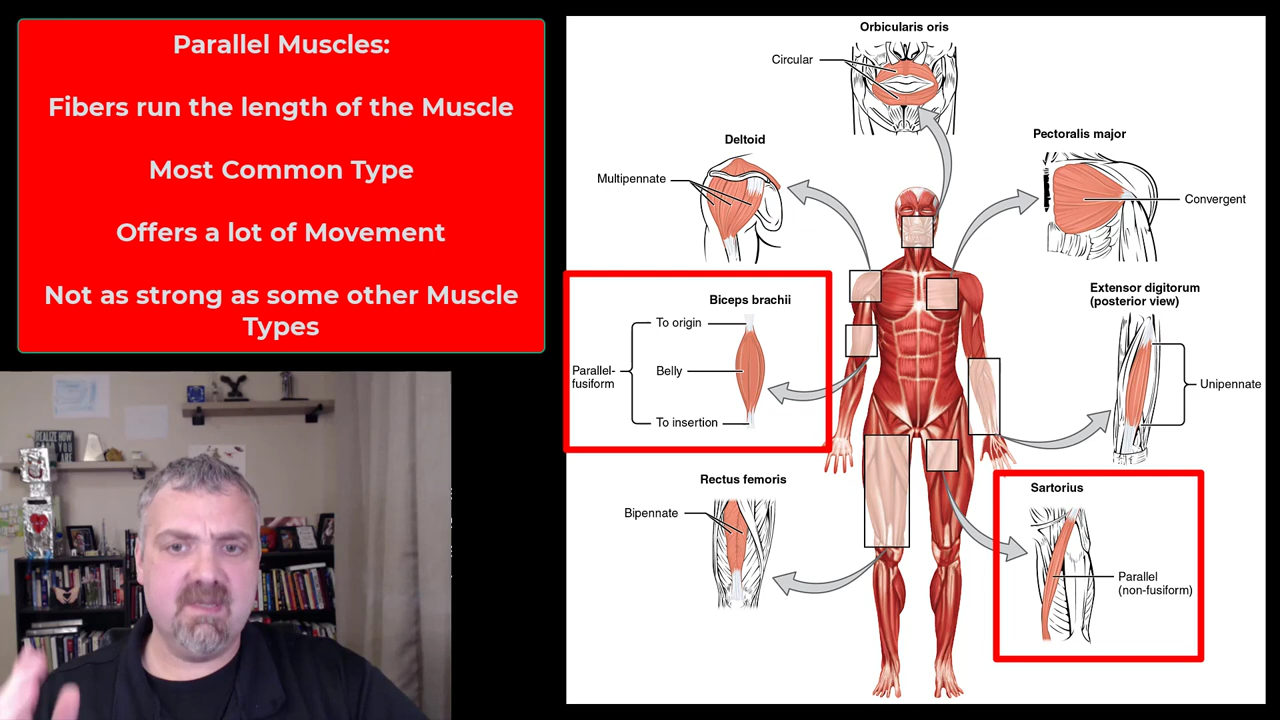 Parallel Muscles:
Fibers run the length of the Muscle
Most Common Type
Offers a lot of Movement
Not as strong as some other Muscle
Types
Orbicularis oris
Circular
Deltoid
Multipennate
Pectoralis major
Convergent
Biceps brachii
To origin
Parallel-
fusiform
Belly
To insertion
Extensor digitorum
(posterior view)
Unipennate
Rectus femoris
Bipennate
Sartorius
Parallel
(non-fusiform)
REALIZE HOW